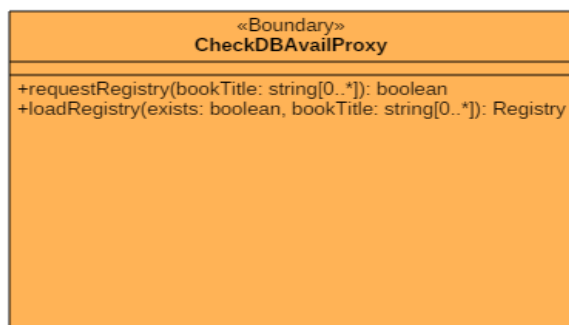 «Boundary»
CheckDBAvailProxy
+requestRegistry(bookTitle: string[0..*]): boolean
+loadRegistry(exists: boolean, bookTitle: string[0..*]): Registry